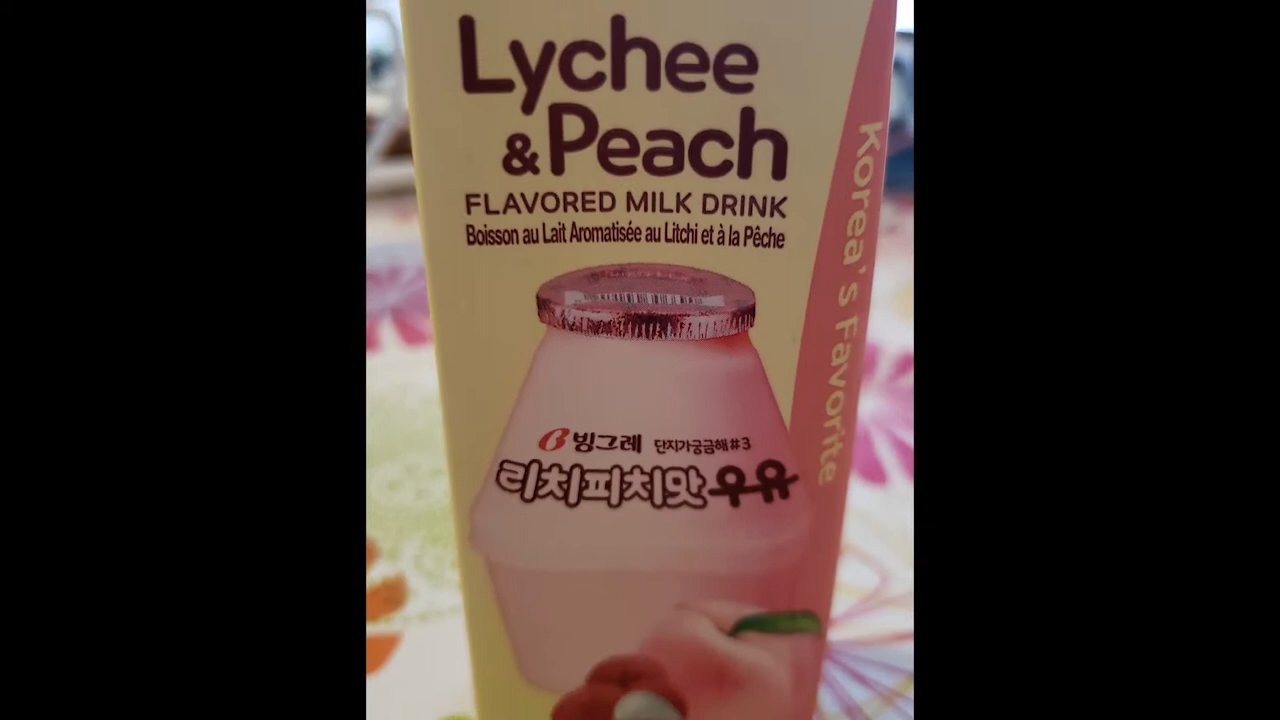 Lychee
& Peach
FLAVORED MILK DRINK
Boisson au Lait Aromatisée au Litchi et à la Pêche
빙그레 단지가궁금해#3
리치피치맛우유
Korea's Favorite